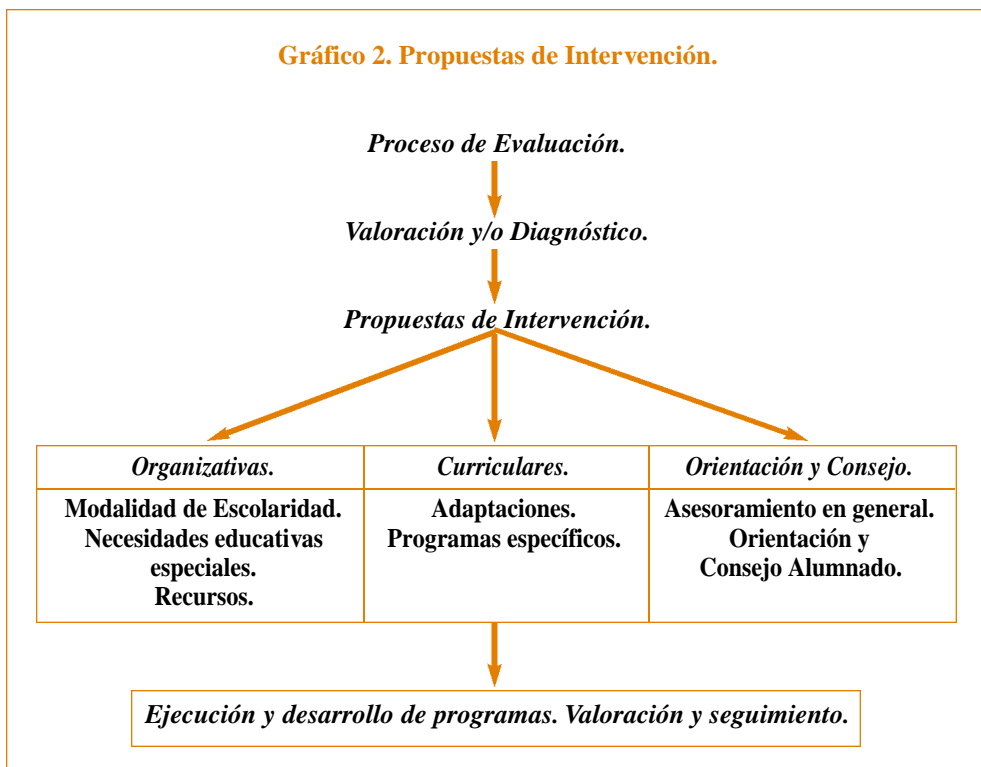 Gráfico 2. Propuestas de Intervención.
Proceso de Evaluación.
Valoración y/o Diagnóstico.
Propuestas de Intervención.
Organizativas.
Modalidad de Escolaridad.
Necesidades educativas
especiales.
Recursos.
Curriculares.
Adaptaciones.
Programas específicos.
Orientación y Consejo.
Asesoramiento en general.
Orientación y
Consejo Alumnado.
Ejecución y desarrollo de programas. Valoración y seguimiento.